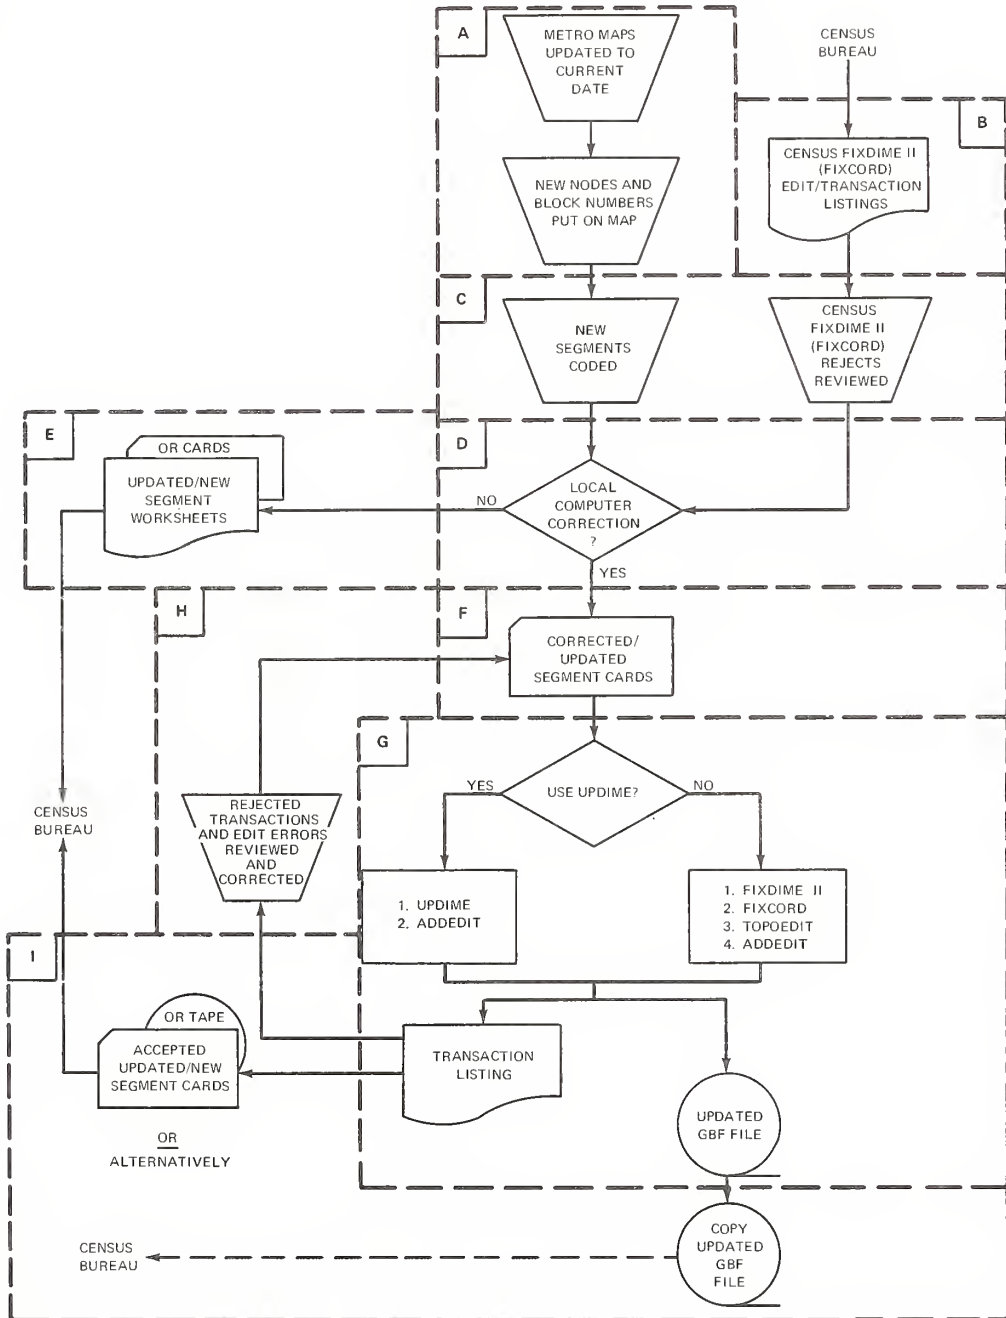 A
METRO MAPS
UPDATED TO
CURRENT
DATE
CENSUS
BUREAU
B
CENSUS FIXDIME II
(FIXCORD)
EDIT/TRANSACTION
LISTINGS
NEW NODES AND
BLOCK NUMBERS
PUT ON MAP
C
NEW
SEGMENTS
CODED
CENSUS
FIXDIME II
(FIXCORD)
REJECTS
REVIEWED
E
OR CARDS
UPDATED/NEW
SEGMENT
WORKSHEETS
D
NO
LOCAL
COMPUTER
CORRECTION
?
YES
H
F
CORRECTED/
UPDATED
SEGMENT CARDS
G
YES
USE UPDIME?
NO
CENSUS
BUREAU
REJECTED
TRANSACTIONS
AND EDIT ERRORS
REVIEWED
AND
CORRECTED
1. UPDIME
2. ADDEDIT
1. FIXDIME II
2. FIXCORD
3. TOPOEDIT
4. ADDEDIT
I
OR TAPE
ACCEPTED
UPDATED/NEW
SEGMENT CARDS
TRANSACTION
LISTING
UPDATED
GBF FILE
OR
ALTERNATIVELY
CENSUS
BUREAU
COPY
UPDATED
GBF
FILE